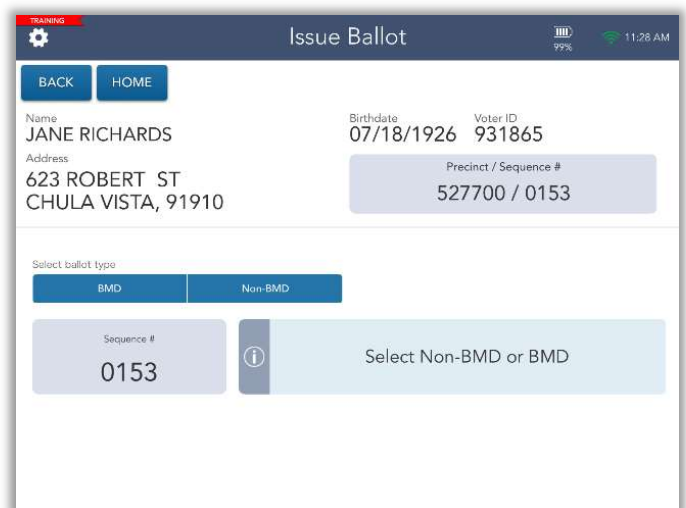 TRAINING
Issue Ballot
99%
11:28 AM
BACK HOME
Name
JANE RICHARDS
Birthdate Voter ID
07/18/1926 931865
Address
623 ROBERT ST
CHULA VISTA, 91910
Precinct / Sequence #
527700 / 0153
Select ballot type
BMD Non-BMD
Sequence #
0153
Select Non-BMD or BMD